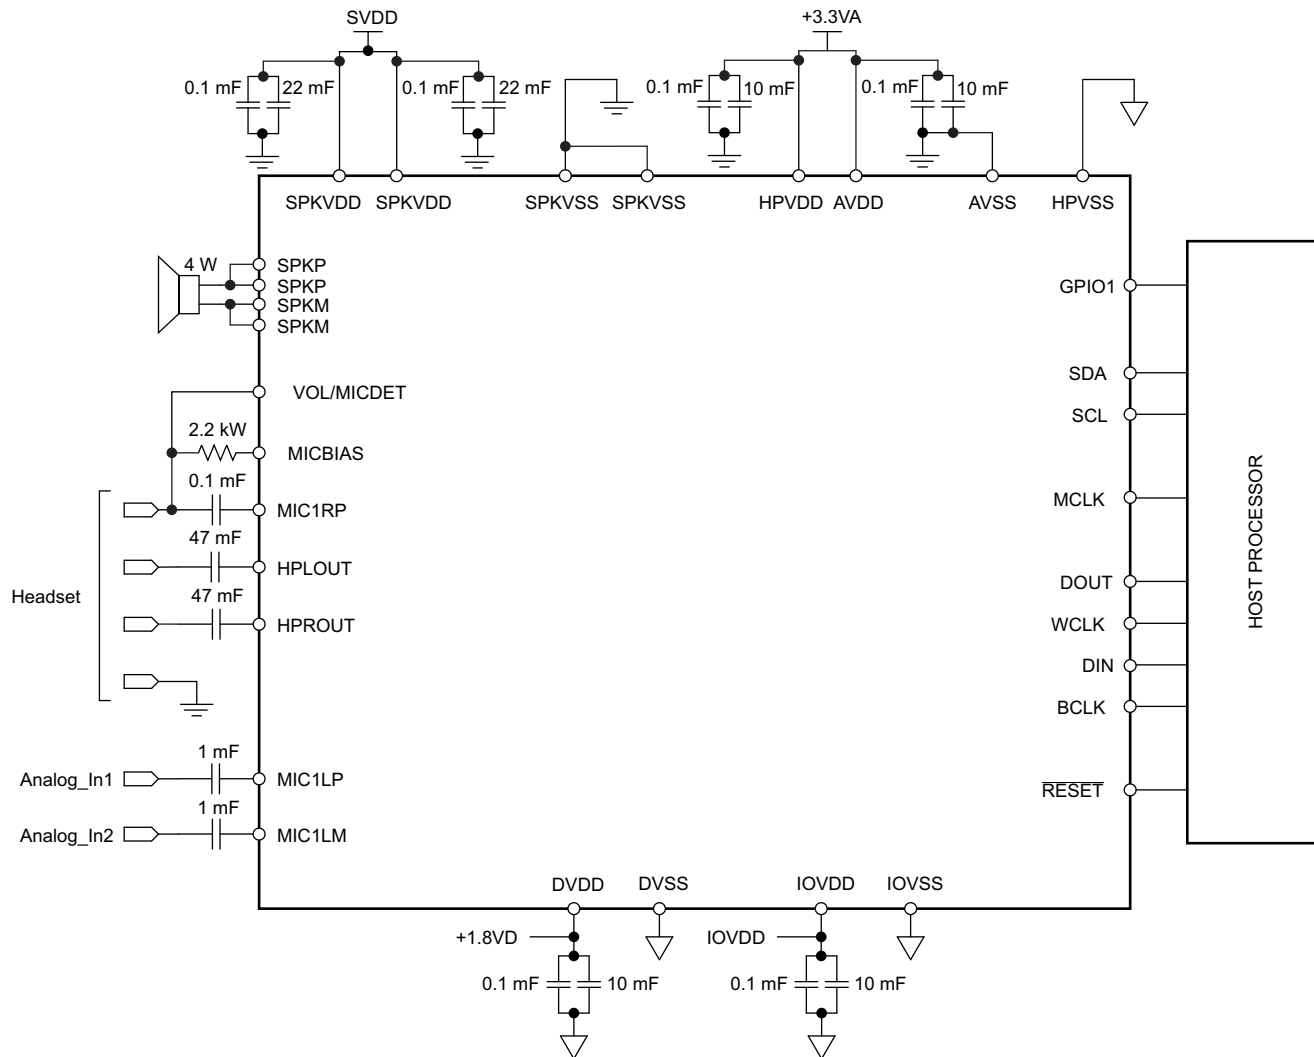 SVDD
+3.3VA
0.1 mF
22 mF
0.1 mF
22 mF
0.1 mF
10 mF
0.1 mF
10 mF
SPKVDD
SPKVDD
SPKVSS
SPKVSS
HPVDD
AVDD
AVSS
HPVSS
4 W
SPKP
SPKP
SPKM
SPKM
VOL/MICDET
2.2 kW
MICBIAS
0.1 mF
MIC1RP
47 mF
HPLOUT
Headset
47 mF
HPROUT
1 mF
Analog_In1
MIC1LP
1 mF
Analog_In2
MIC1LM
GPIO1
SDA
SCL
MCLK
DOUT
WCLK
DIN
BCLK
RESET
HOST PROCESSOR
DVDD
DVSS
IOVDD
IOVSS
+1.8VD
IOVDD
0.1 mF
10 mF
0.1 mF
10 mF